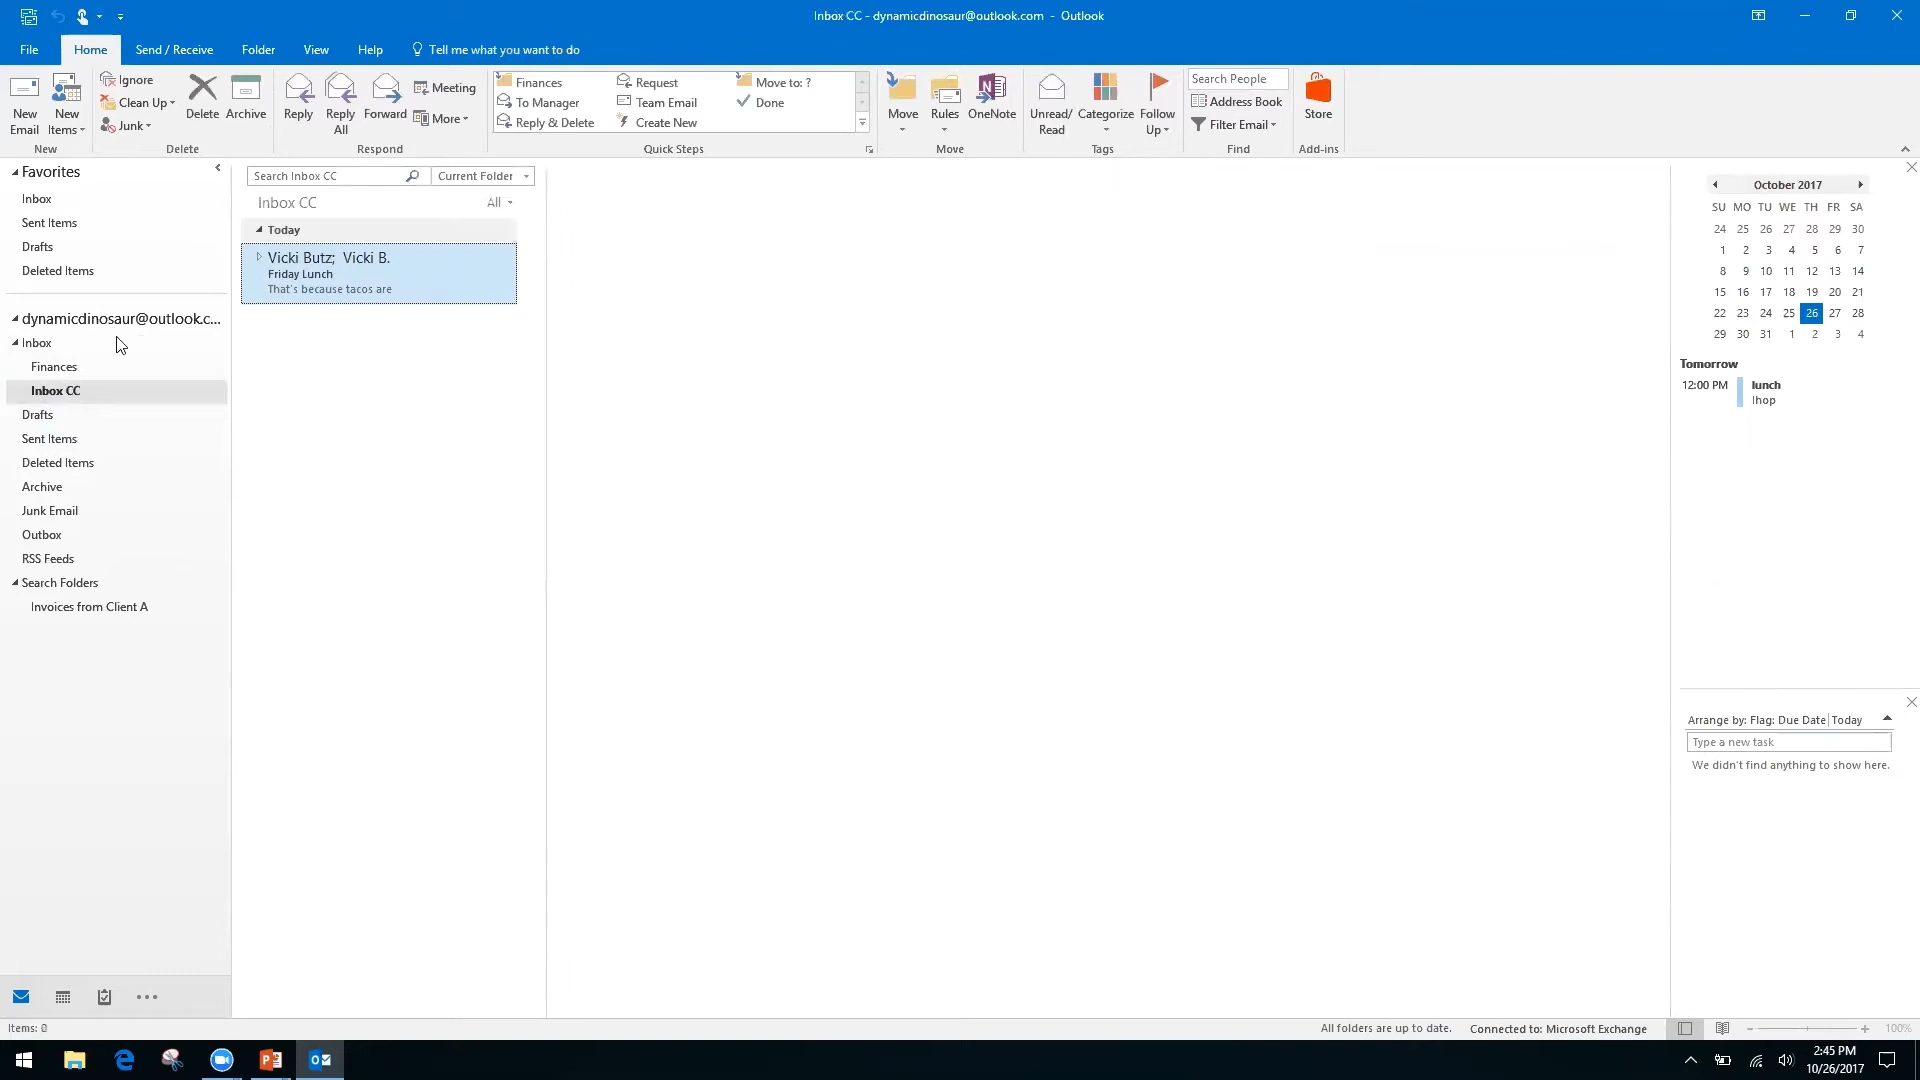 Inbox CC - dynamicdinosaur@outlook.com - Outlook
File Home Send / Receive Folder View Help Tell me what you want to do
New Email
New Items
Ignore
Clean Up
Junk
Delete
Archive
Reply
Reply All
Forward
Meeting
More
Finances
To Manager
Reply & Delete
Request
Team Email
Create New
Move to: ?
Done
Move
Rules
OneNote
Unread/ Read
Categorize
Follow Up
Search People
Address Book
Filter Email
Store
New Delete Respond Quick Steps Move Tags Find Add-ins
Favorites
Inbox
Sent Items
Drafts
Deleted Items
dynamicdinosaur@outlook.c...
Inbox
Finances
Inbox CC
Drafts
Sent Items
Deleted Items
Archive
Junk Email
Outbox
RSS Feeds
Search Folders
Invoices from Client A
Search Inbox CC
Current Folder
Inbox CC All
Today
Vicki Butz; Vicki B.
Friday Lunch
That's because tacos are
October 2017
SU MO TU WE TH FR SA
24 25 26 27 28 29 30
1 2 3 4 5 6 7
8 9 10 11 12 13 14
15 16 17 18 19 20 21
22 23 24 25 26 27 28
29 30 31 1 2 3 4
Tomorrow
12:00 PM lunch
Ihop
Arrange by: Flag: Due Date Today
Type a new task
We didn't find anything to show here.
Items: 0
All folders are up to date. Connected to: Microsoft Exchange
100%
2:45 PM
10/26/2017